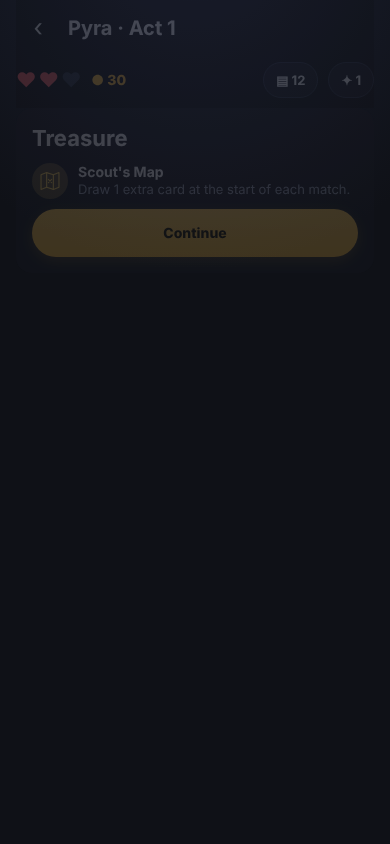 Pyra · Act 1
30
12
1
Treasure
Scout's Map
Draw 1 extra card at the start of each match.
Continue